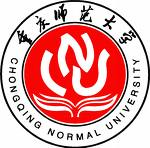 重庆师范大学
CHONGQING NORMAL UNIVERSITY